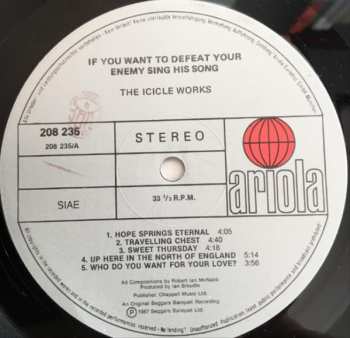 IF YOU WANT TO DEFEAT YOUR
ENEMY SING HIS SONG
THE ICICLE WORKS
208 235
208 235/A
STEREO
SIAE
33 1/3 R.P.M.
ariola
1. HOPE SPRINGS ETERNAL 4:05
2. TRAVELLING CHEST 4:40
3. SWEET THURSDAY 4:18
4. UP HERE IN THE NORTH OF ENGLAND 5:14
5. WHO DO YOU WANT FOR YOUR LOVE? 3:56
All Compositions by Robert Ian McNabb
Produced by Ian Broudie
Publisher: Chappell Music Ltd
An Original Beggars Banquet Recording
℗ 1987 Beggars Banquet Records Ltd